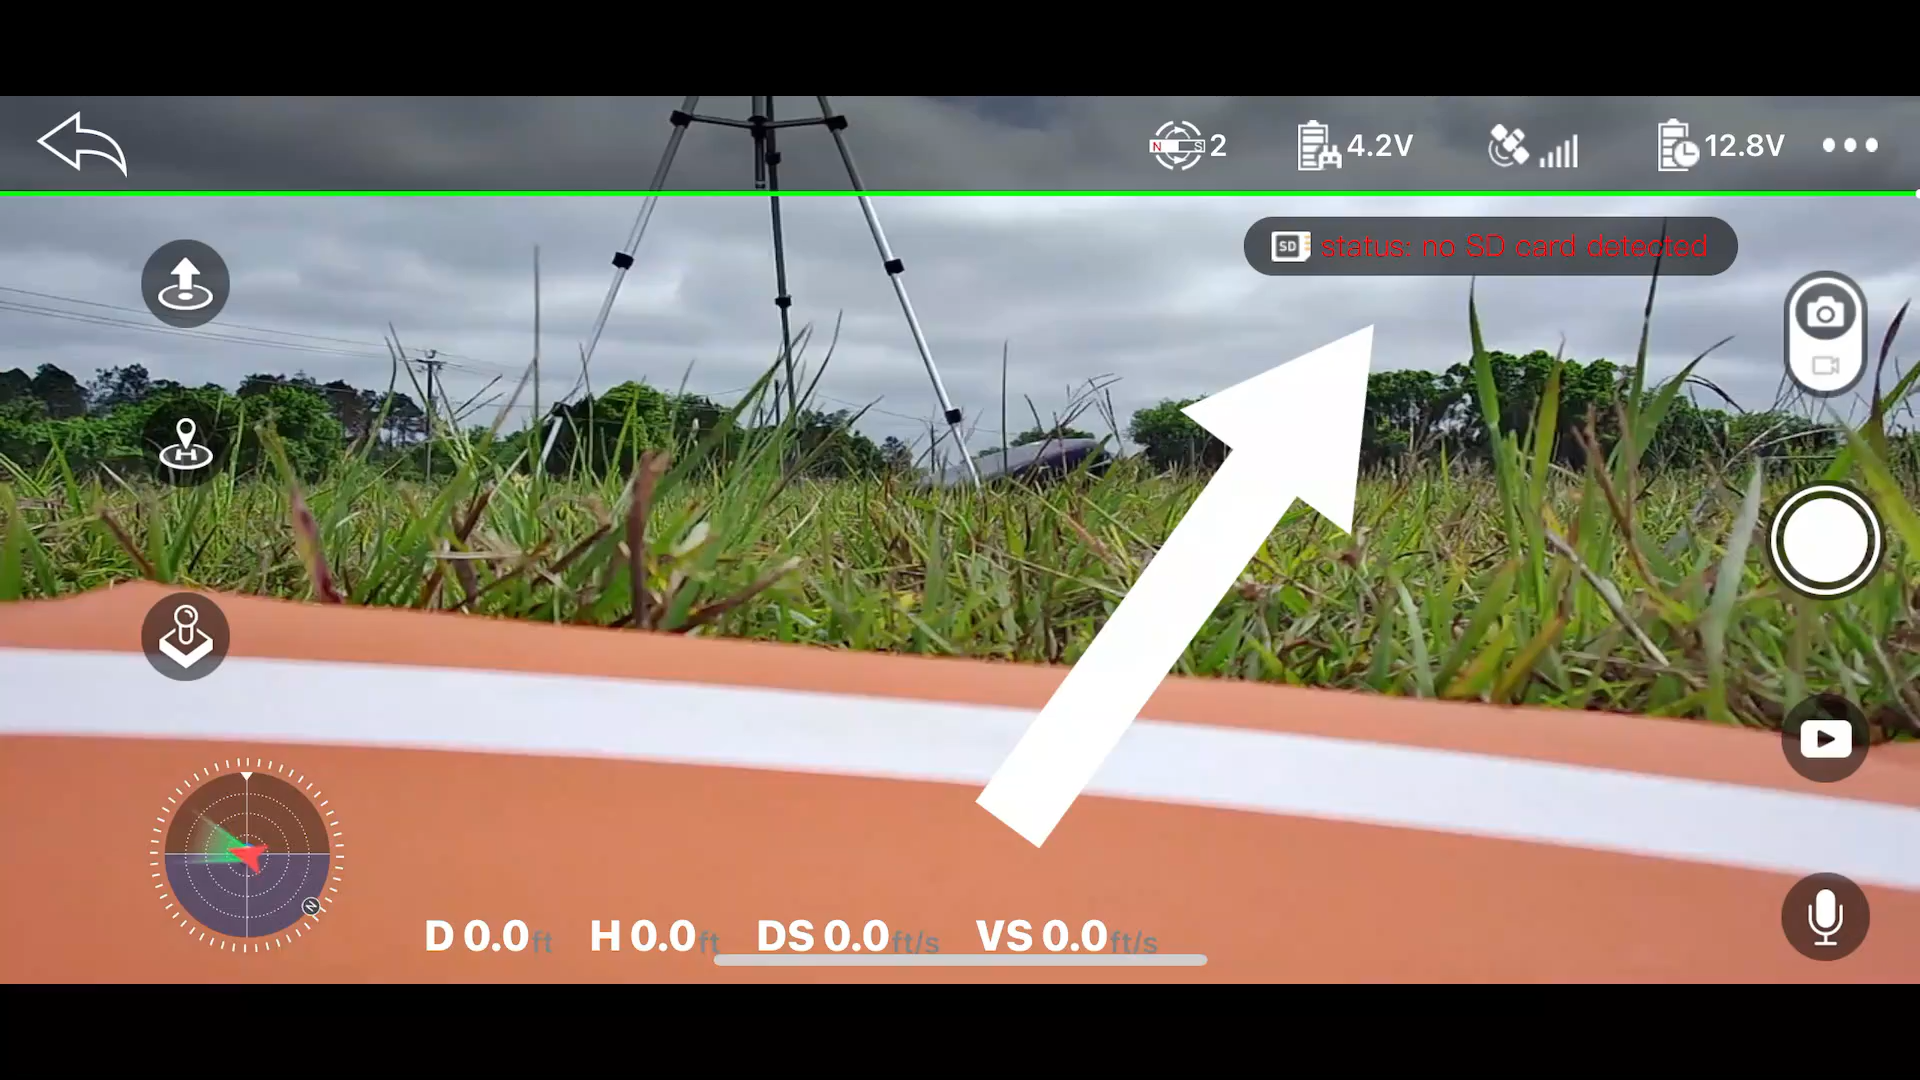 N S 2 4.2V 12.8V
SD status: no SD card detected
H
N
D 0.0ft H 0.0ft DS 0.0ft/s VS 0.0ft/s